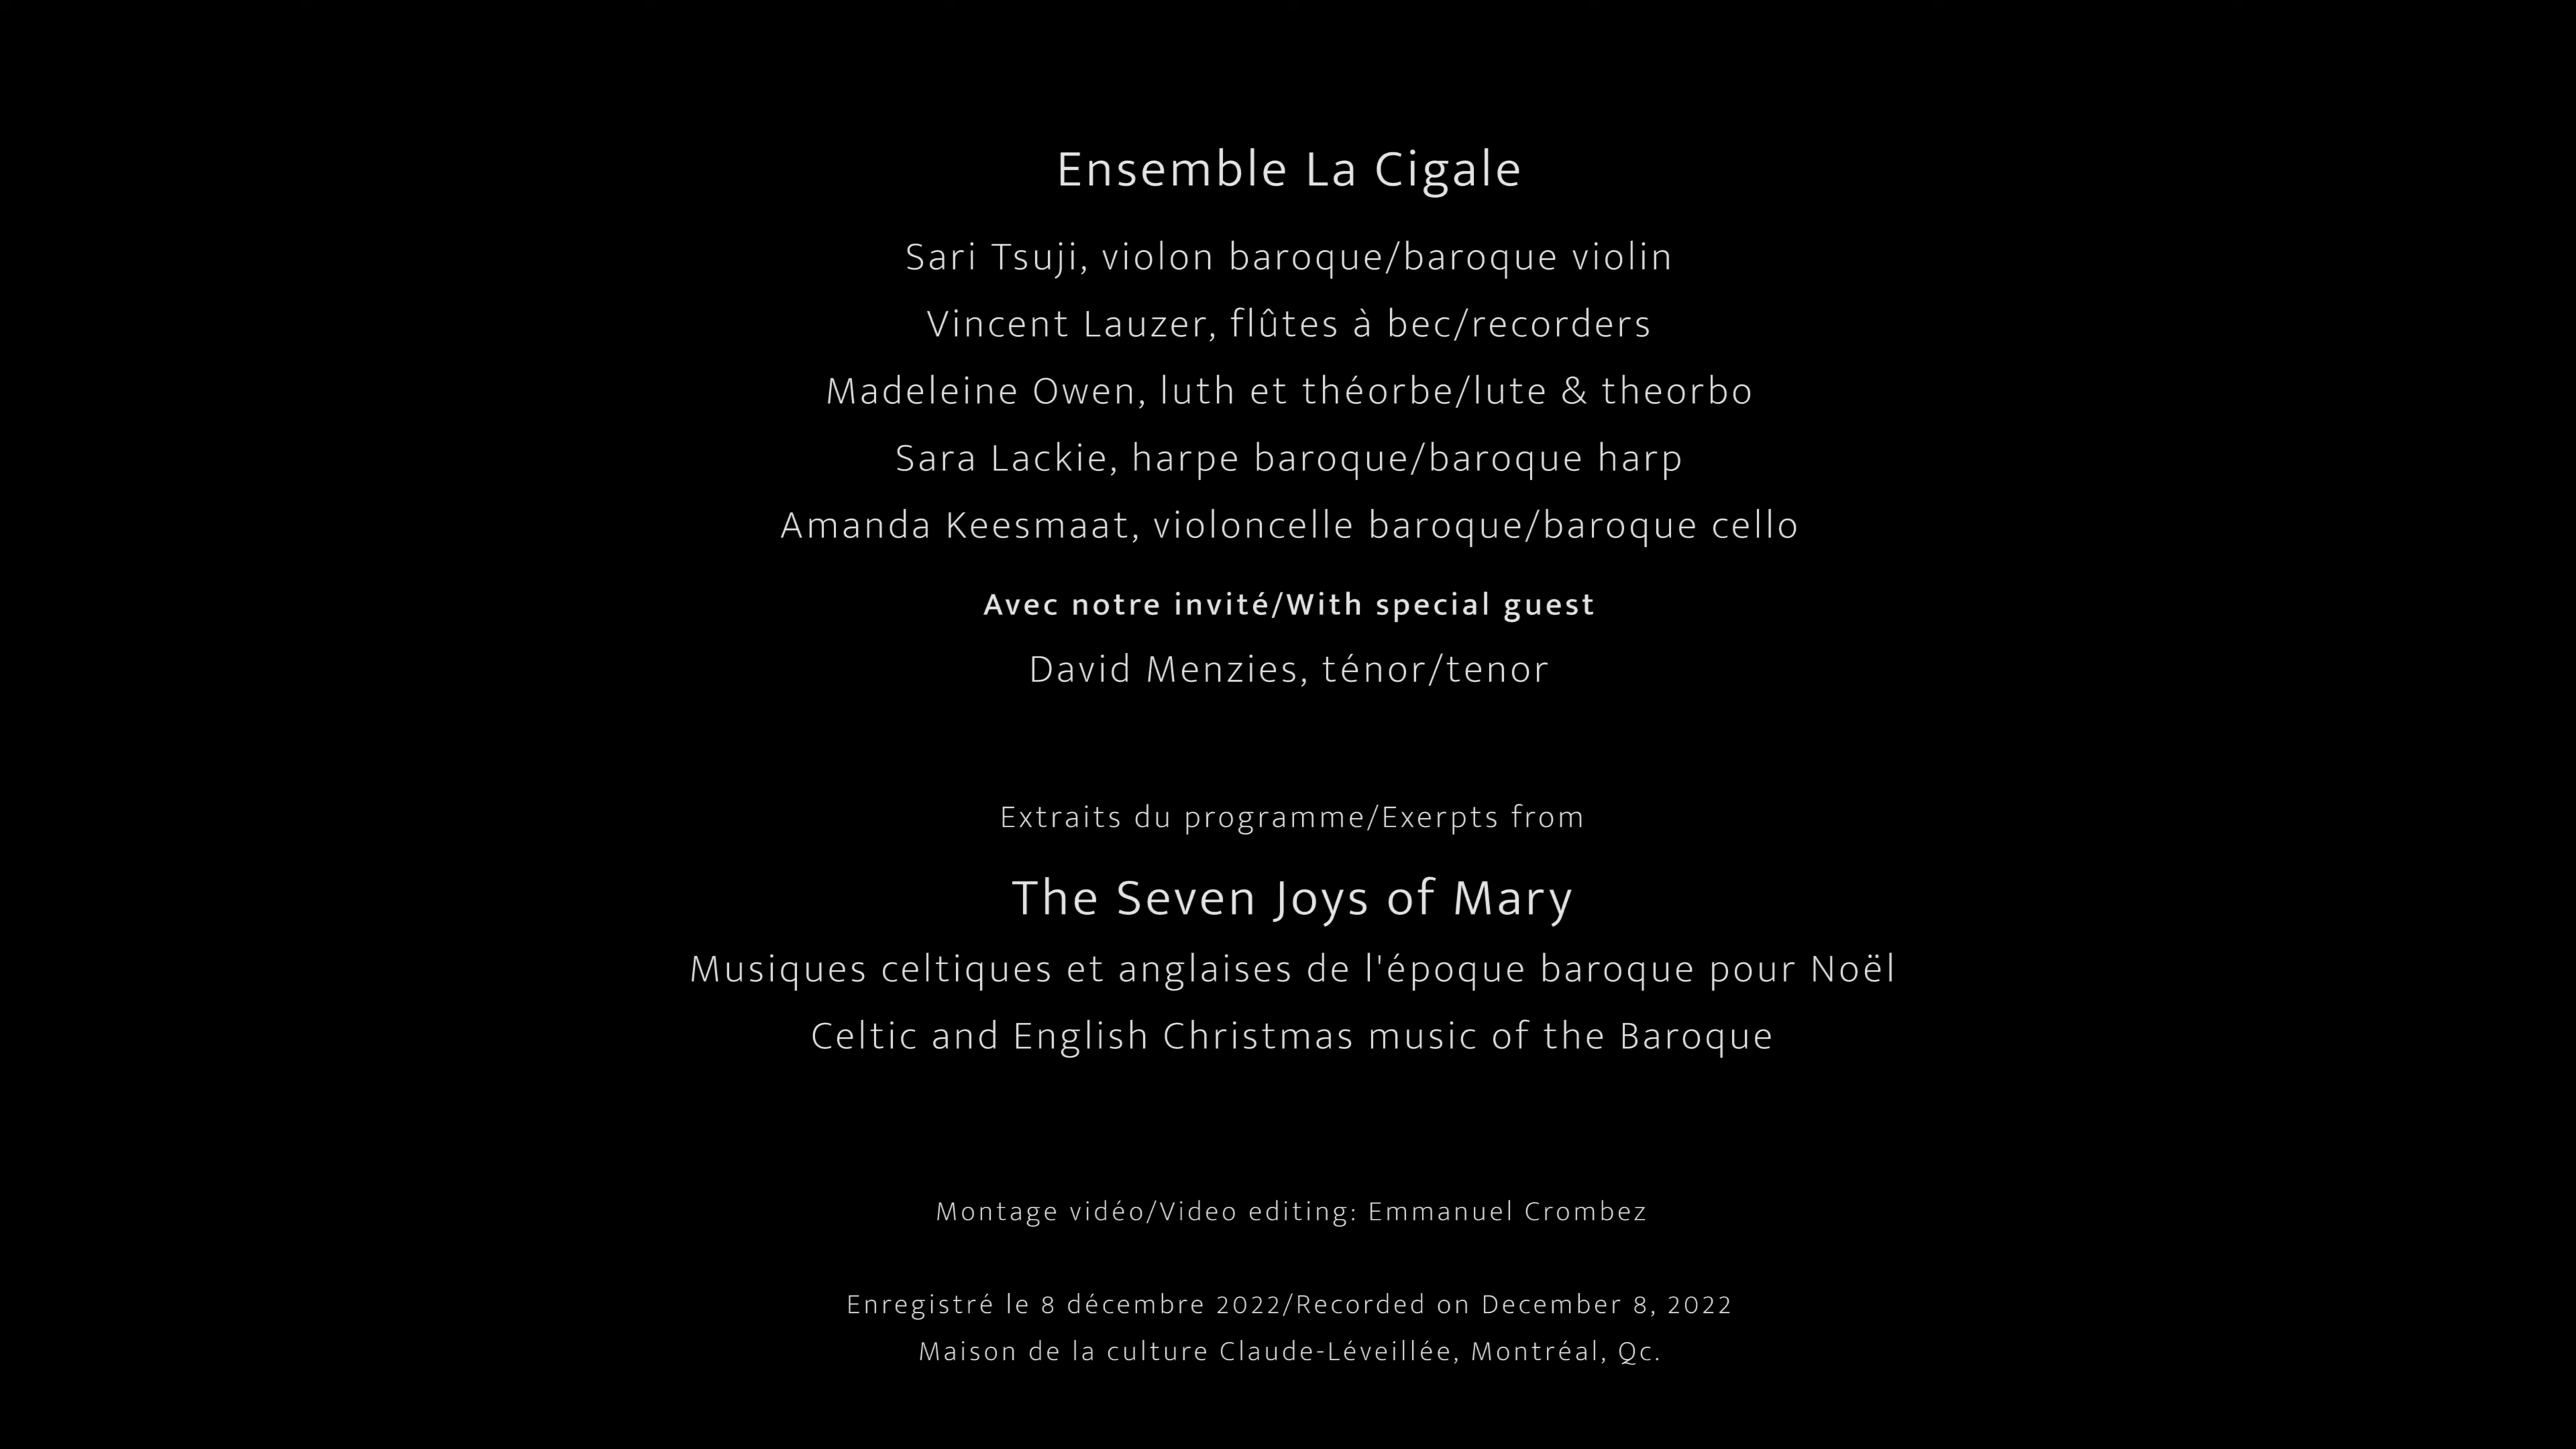 Ensemble La Cigale
Sari Tsuji, violon baroque/baroque violin
Vincent Lauzer, flûtes à bec/recorders
Madeleine Owen, luth et théorbe/lute & theorbo
Sara Lackie, harpe baroque/baroque harp
Amanda Keesmaat, violoncelle baroque/baroque cello
Avec notre invité/With special guest
David Menzies, ténor/tenor
Extraits du programme/Exerpts from
The Seven Joys of Mary
Musiques celtiques et anglaises de l'époque baroque pour Noël
Celtic and English Christmas music of the Baroque
Montage vidéo/Video editing: Emmanuel Crombez
Enregistré le 8 décembre 2022/Recorded on December 8, 2022
Maison de la culture Claude-Léveillée, Montréal, Qc.